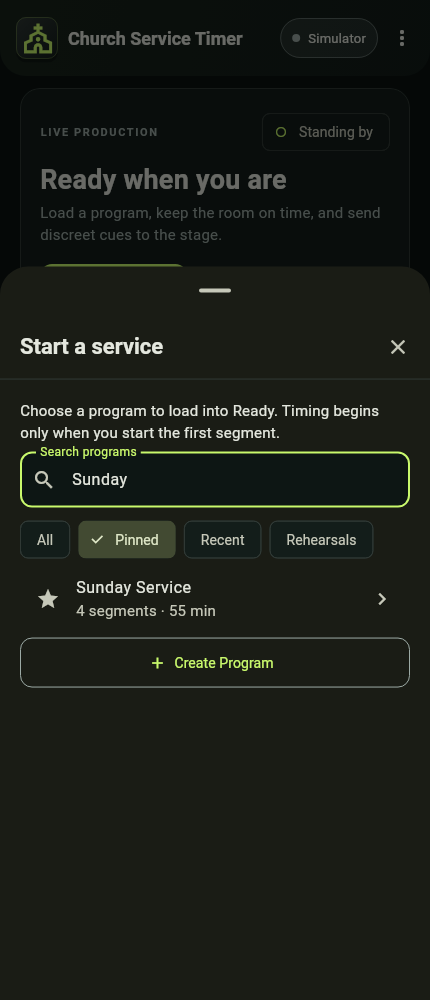 Church Service Timer
Simulator
LIVE PRODUCTION
Standing by
Ready when you are
Load a program, keep the room on time, and send
discreet cues to the stage.
Start a service
Choose a program to load into Ready. Timing begins
only when you start the first segment.
Search programs
Sunday
All
Pinned
Recent
Rehearsals
Sunday Service
4 segments · 55 min
Create Program